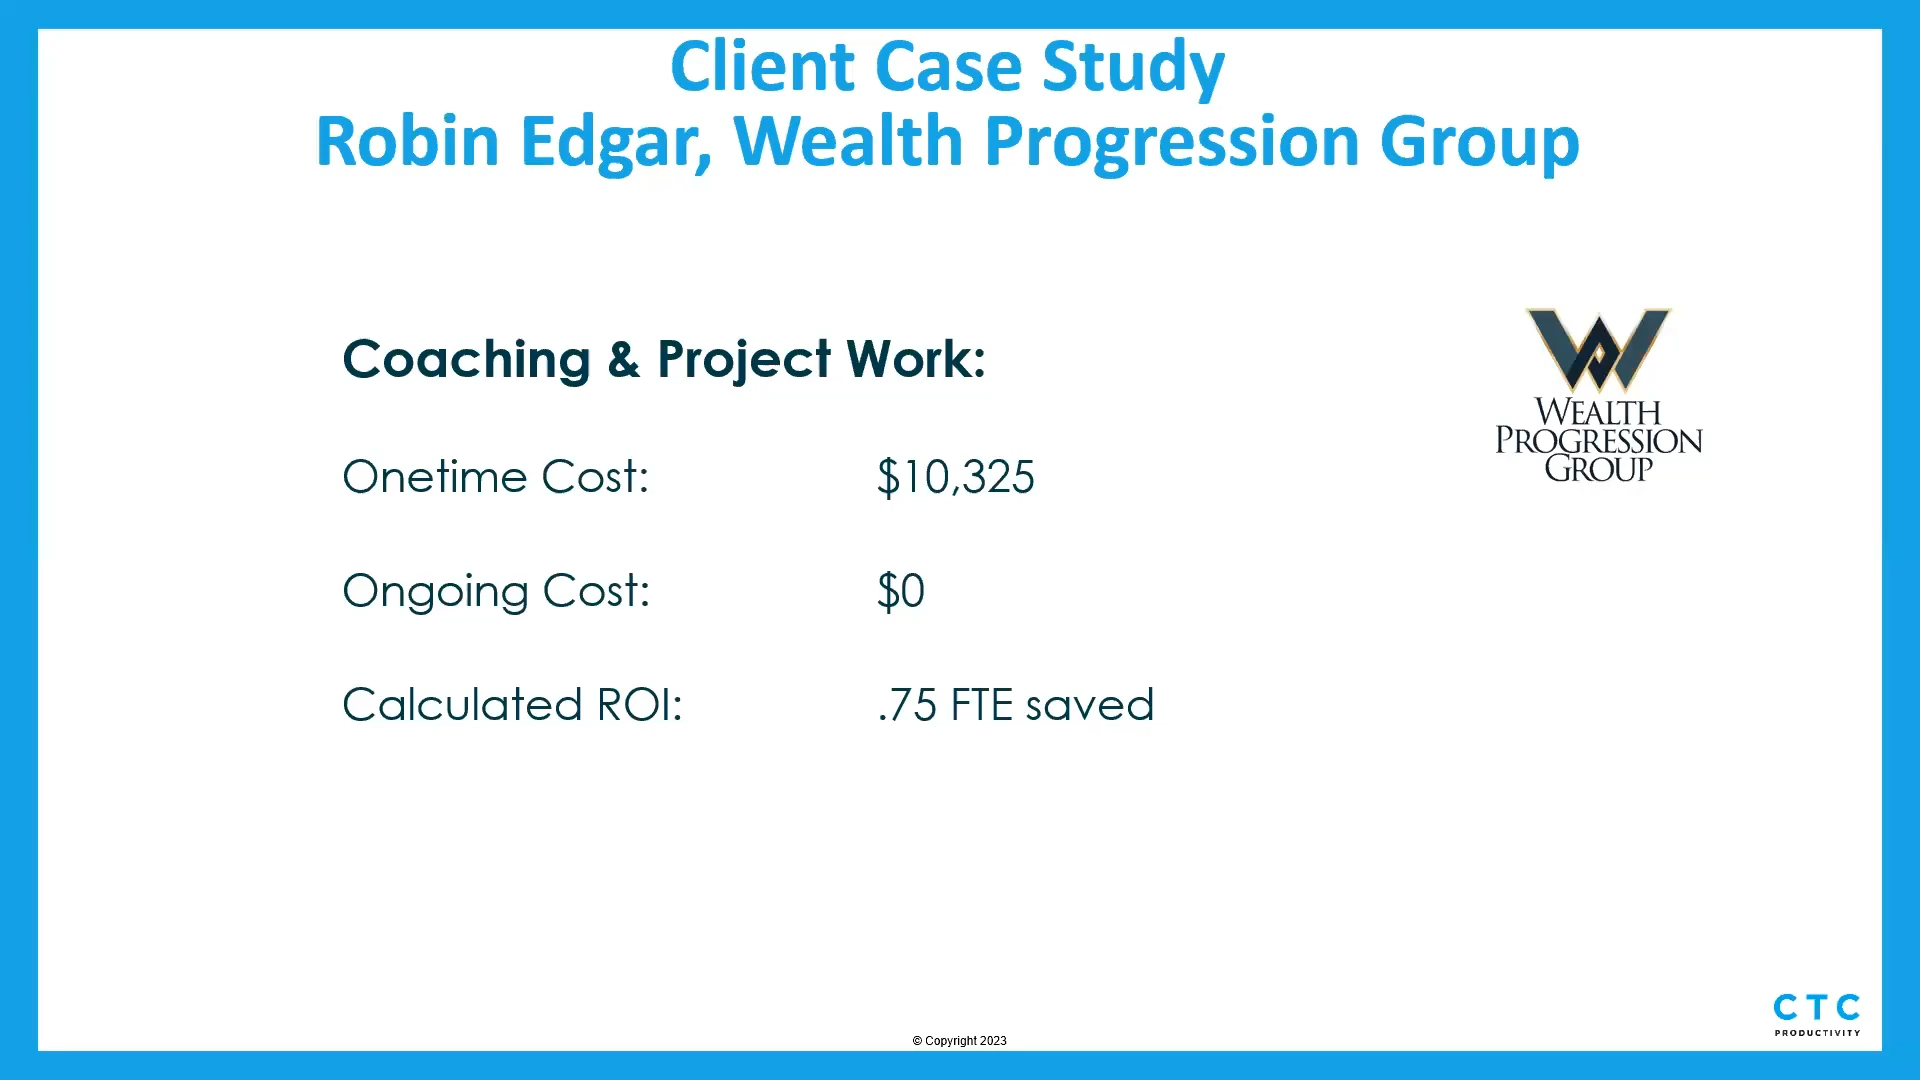 Client Case Study
Robin Edgar, Wealth Progression Group
Coaching & Project Work:
WEALTH
PROGRESSION
GROUP
Onetime Cost: $10,325
Ongoing Cost: $0
Calculated ROI: .75 FTE saved
CTC
PRODUCTIVITY
© Copyright 2023